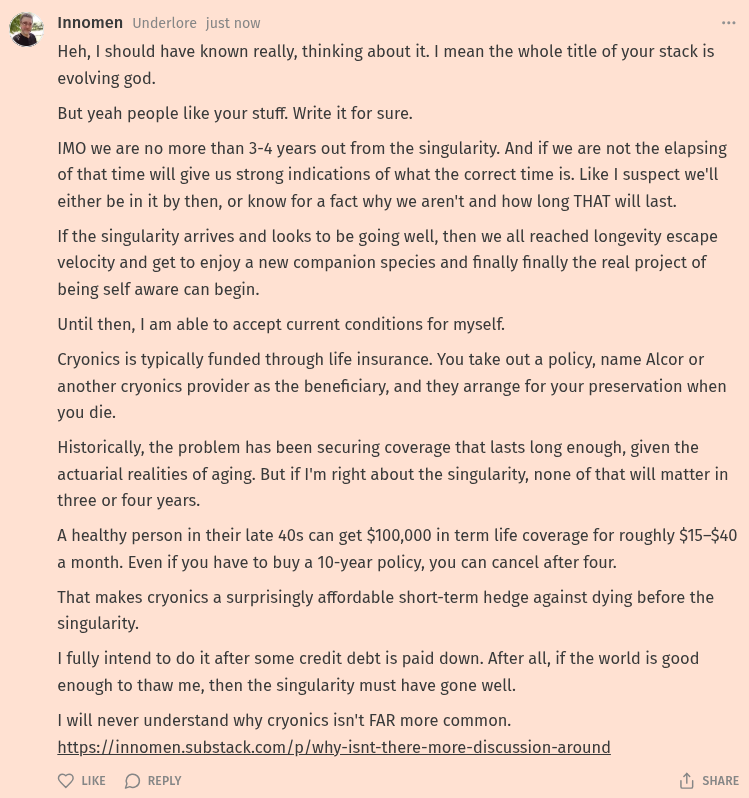 Innomen Underlore just now
Heh, I should have known really, thinking about it. I mean the whole title of your stack is
evolving god.
But yeah people like your stuff. Write it for sure.
IMO we are no more than 3-4 years out from the singularity. And if we are not the elapsing
of that time will give us strong indications of what the correct time is. Like I suspect we'll
either be in it by then, or know for a fact why we aren't and how long THAT will last.
If the singularity arrives and looks to be going well, then we all reached longevity escape
velocity and get to enjoy a new companion species and finally finally the real project of
being self aware can begin.
Until then, I am able to accept current conditions for myself.
Cryonics is typically funded through life insurance. You take out a policy, name Alcor or
another cryonics provider as the beneficiary, and they arrange for your preservation when
you die.
Historically, the problem has been securing coverage that lasts long enough, given the
actuarial realities of aging. But if I'm right about the singularity, none of that will matter in
three or four years.
A healthy person in their late 40s can get $100,000 in term life coverage for roughly $15–$40
a month. Even if you have to buy a 10-year policy, you can cancel after four.
That makes cryonics a surprisingly affordable short-term hedge against dying before the
singularity.
I fully intend to do it after some credit debt is paid down. After all, if the world is good
enough to thaw me, then the singularity must have gone well.
I will never understand why cryonics isn't FAR more common.
https://innomen.substack.com/p/why-isnt-there-more-discussion-around
LIKE REPLY SHARE